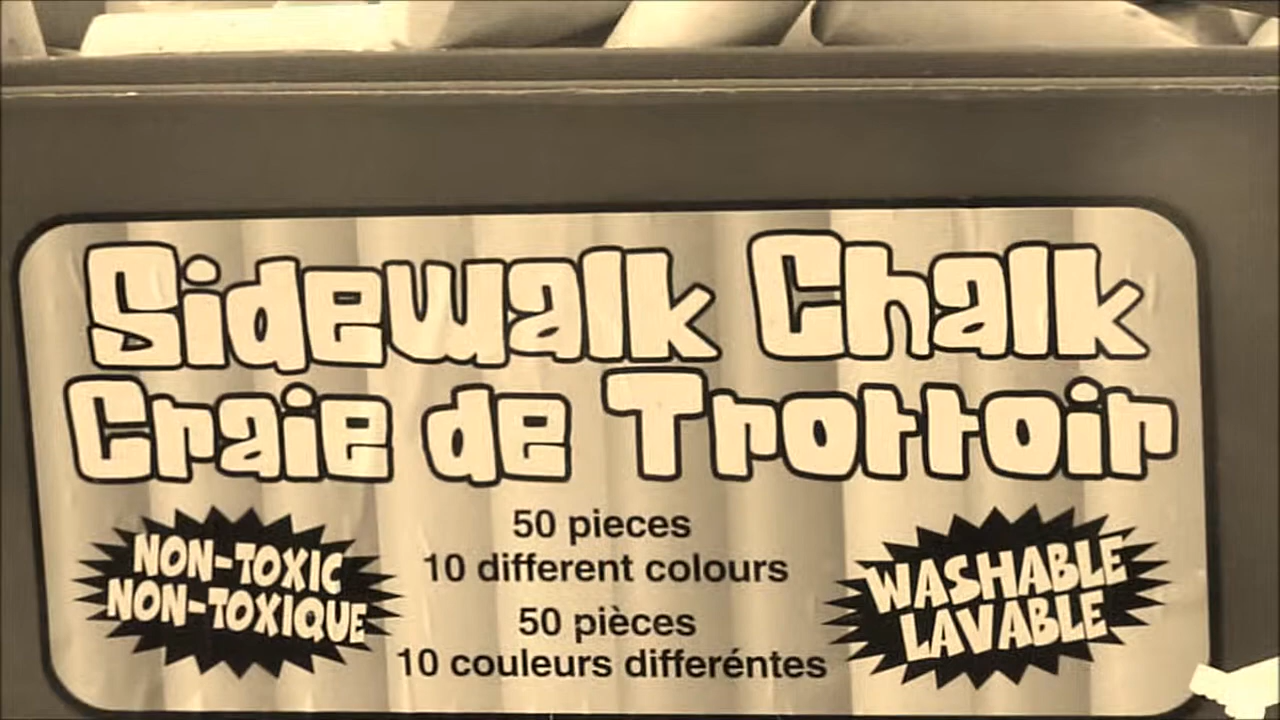 Sidewalk Chalk
Craie de Trottoir
NON-TOXIC
NON-TOXIQUE
50 pieces
10 different colours
50 pièces
10 couleurs differéntes
WASHABLE
LAVABLE